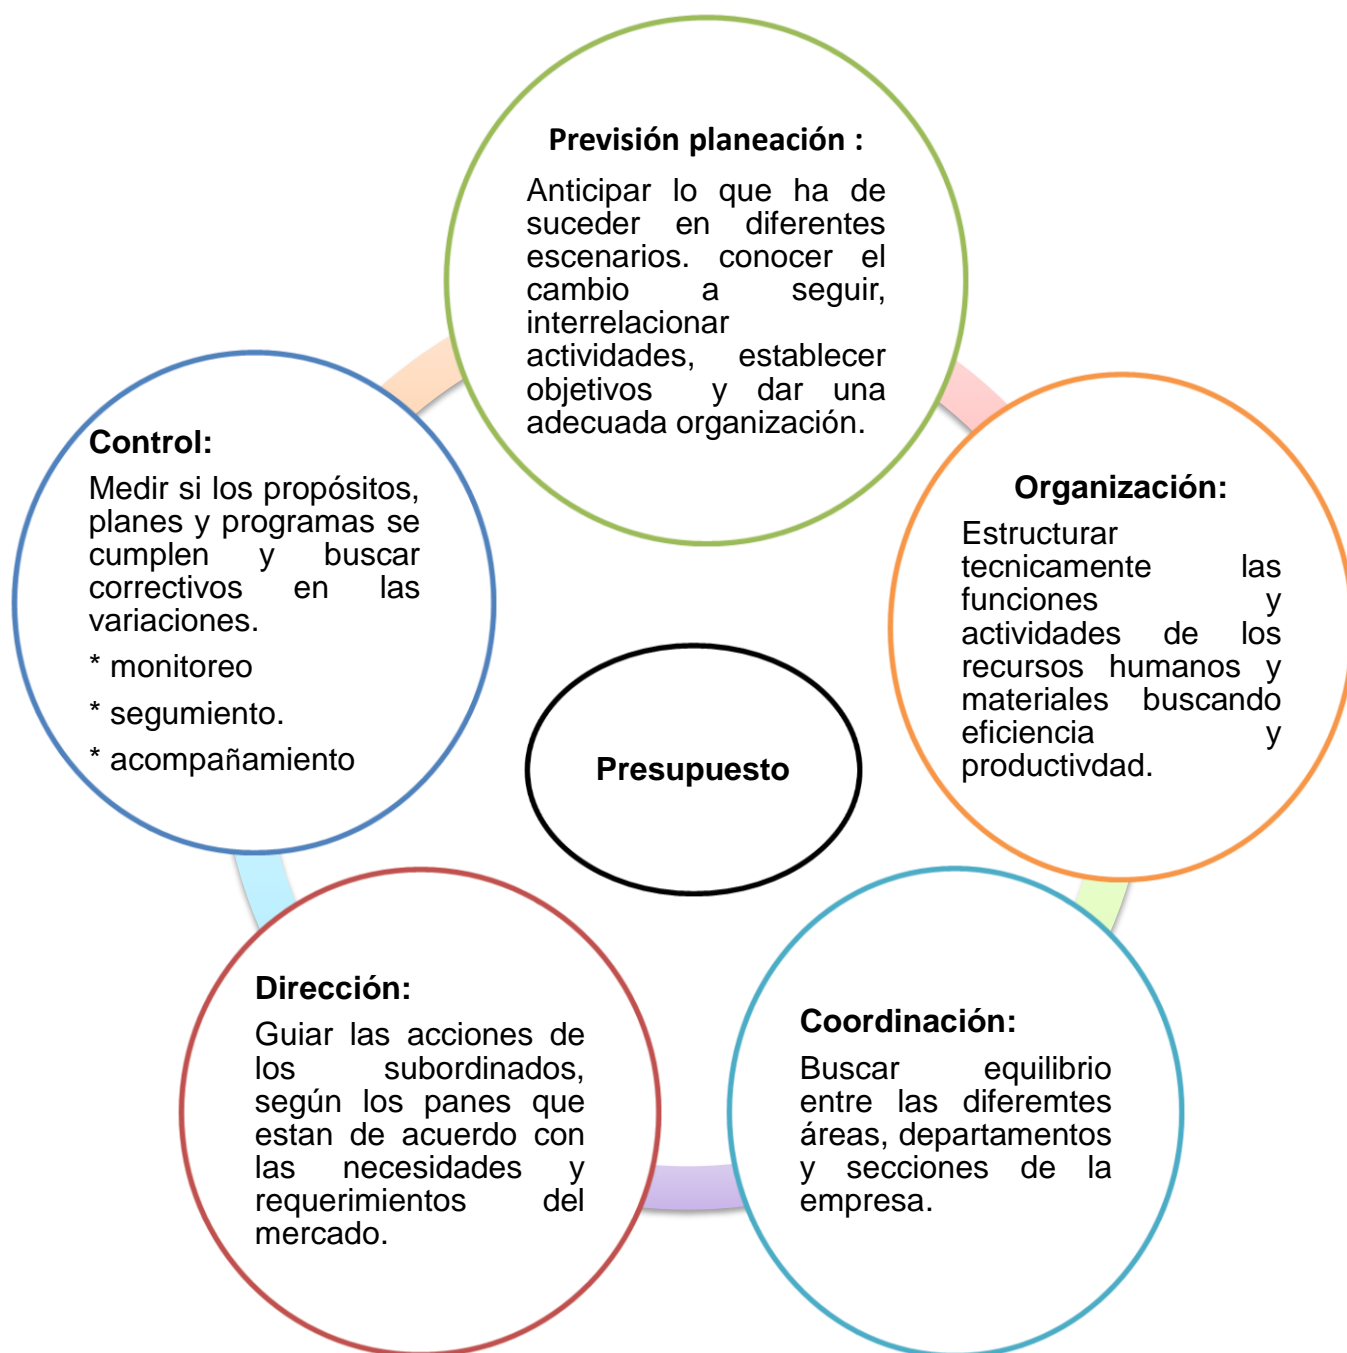 Previsión planeación :
Anticipar lo que ha de
suceder en diferentes
escenarios. conocer el
cambio a seguir,
interrelacionar
actividades, establecer
objetivos y dar una
adecuada organización.
Organización:
Estructurar
tecnicamente las
funciones y
actividades de los
recursos humanos y
materiales buscando
eficiencia y
productivdad.
Coordinación:
Buscar equilibrio
entre las diferemtes
áreas, departamentos
y secciones de la
empresa.
Dirección:
Guiar las acciones de
los subordinados,
según los panes que
estan de acuerdo con
las necesidades y
requerimientos del
mercado.
Control:
Medir si los propósitos,
planes y programas se
cumplen y buscar
correctivos en las
variaciones.
* monitoreo
* segumiento.
* acompañamiento
Presupuesto